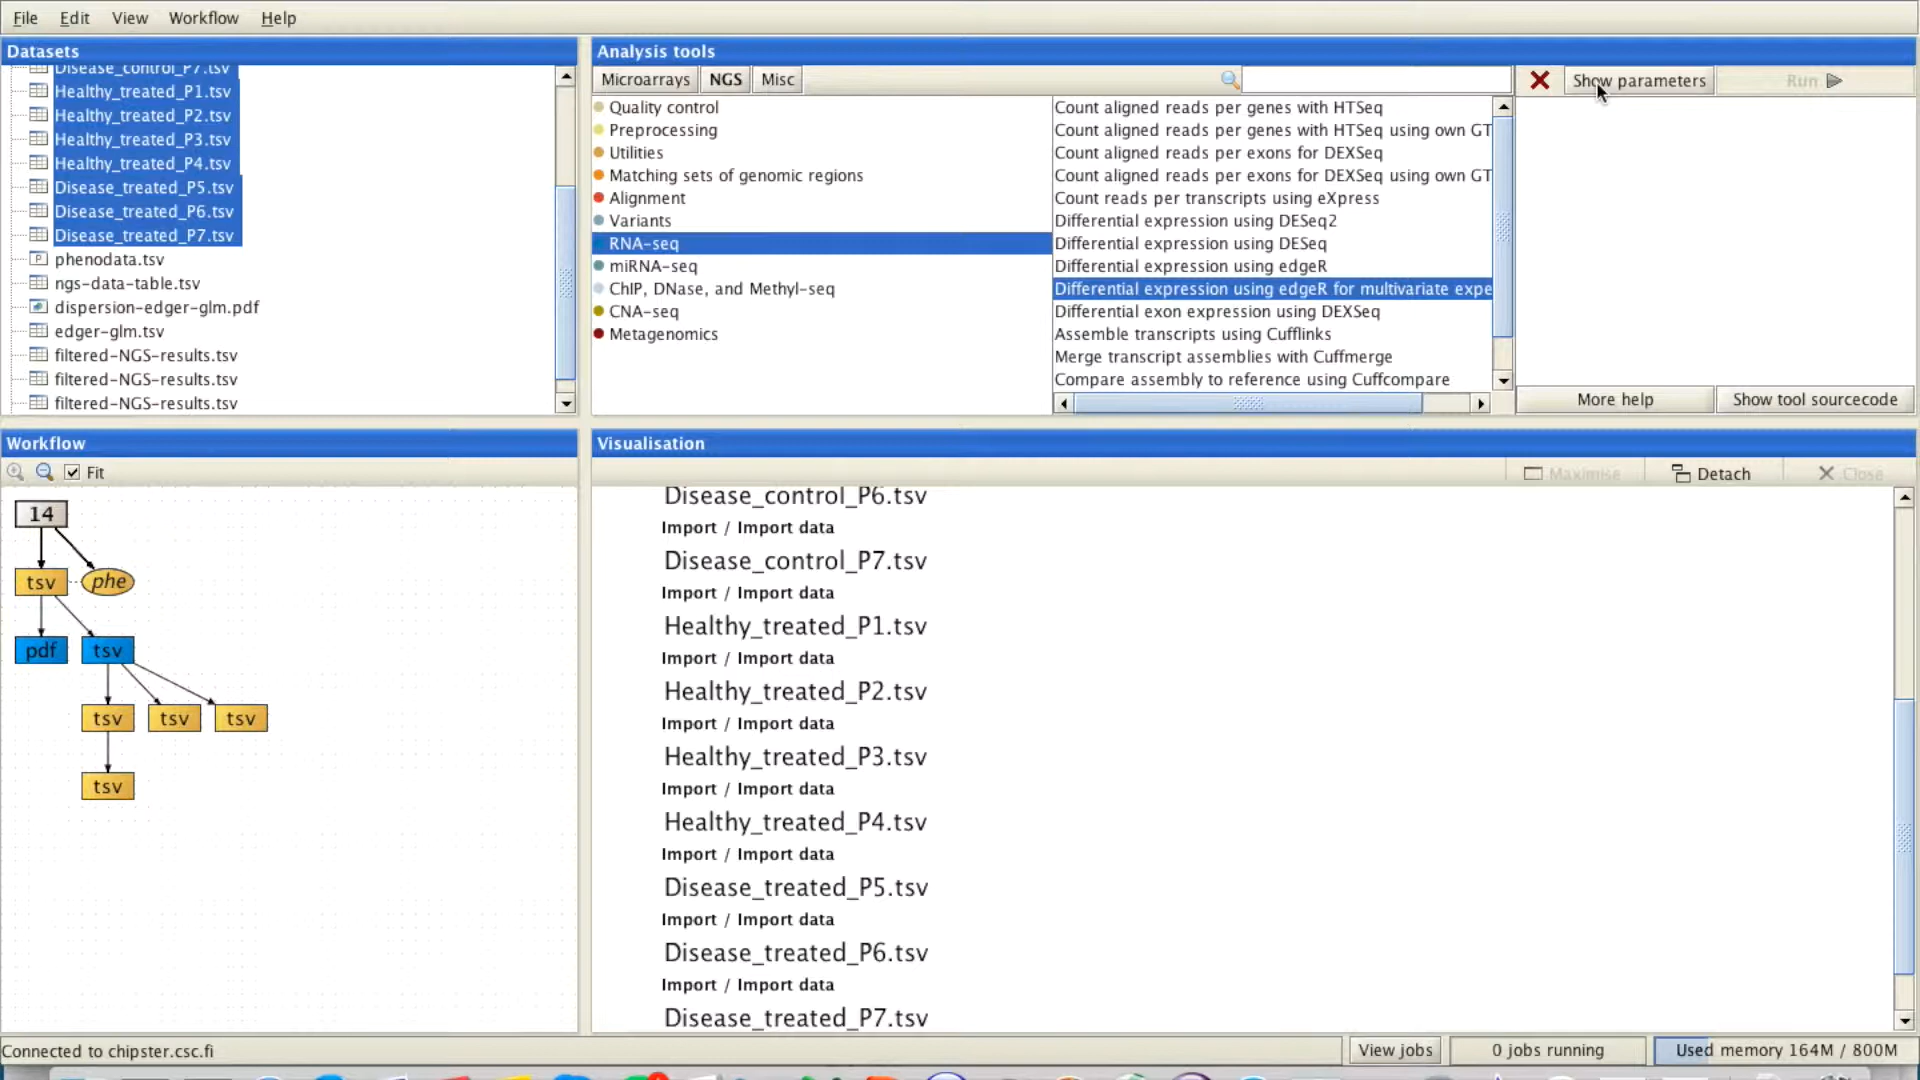 File Edit View Workflow Help
Datasets
Disease_control_P7.tsv
Healthy_treated_P1.tsv
Healthy_treated_P2.tsv
Healthy_treated_P3.tsv
Healthy_treated_P4.tsv
Disease_treated_P5.tsv
Disease_treated_P6.tsv
Disease_treated_P7.tsv
P phenodata.tsv
ngs-data-table.tsv
dispersion-edger-glm.pdf
edger-glm.tsv
filtered-NGS-results.tsv
filtered-NGS-results.tsv
filtered-NGS-results.tsv
Analysis tools
Microarrays NGS Misc
Show parameters Run
Quality control
Preprocessing
Utilities
Matching sets of genomic regions
Alignment
Variants
RNA-seq
miRNA-seq
ChIP, DNase, and Methyl-seq
CNA-seq
Metagenomics
Count aligned reads per genes with HTSeq
Count aligned reads per genes with HTSeq using own GT
Count aligned reads per exons for DEXSeq
Count aligned reads per exons for DEXSeq using own GT
Count reads per transcripts using eXpress
Differential expression using DESeq2
Differential expression using DESeq
Differential expression using edgeR
Differential expression using edgeR for multivariate expe
Differential exon expression using DEXSeq
Assemble transcripts using Cufflinks
Merge transcript assemblies with Cuffmerge
Compare assembly to reference using Cuffcompare
More help Show tool sourcecode
Workflow
Fit
14
tsv phe
pdf tsv
tsv tsv tsv
tsv
Visualisation
Maximise Detach Close
Disease_control_P6.tsv
Import / Import data
Disease_control_P7.tsv
Import / Import data
Healthy_treated_P1.tsv
Import / Import data
Healthy_treated_P2.tsv
Import / Import data
Healthy_treated_P3.tsv
Import / Import data
Healthy_treated_P4.tsv
Import / Import data
Disease_treated_P5.tsv
Import / Import data
Disease_treated_P6.tsv
Import / Import data
Disease_treated_P7.tsv
Connected to chipster.csc.fi
View jobs 0 jobs running Used memory 164M / 800M